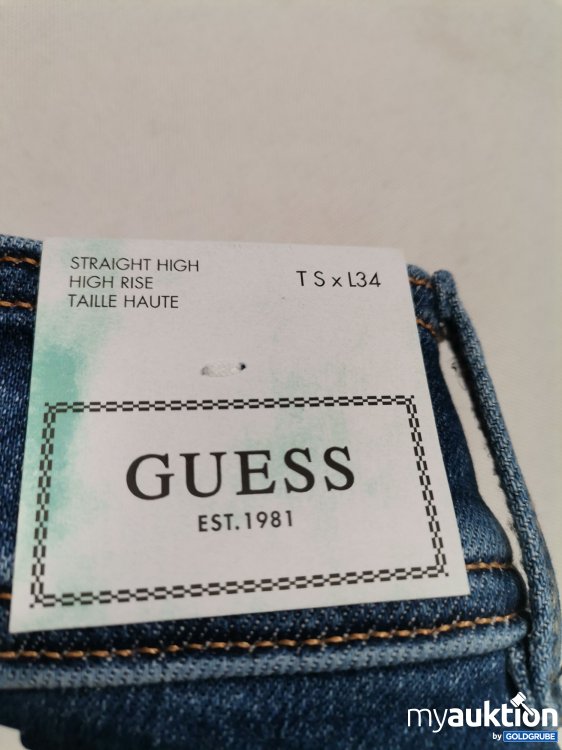 STRAIGHT HIGH
HIGH RISE
TAILLE HAUTE
T S x L34
GUESS
EST.1981
myauktion
by GOLDGRUBE